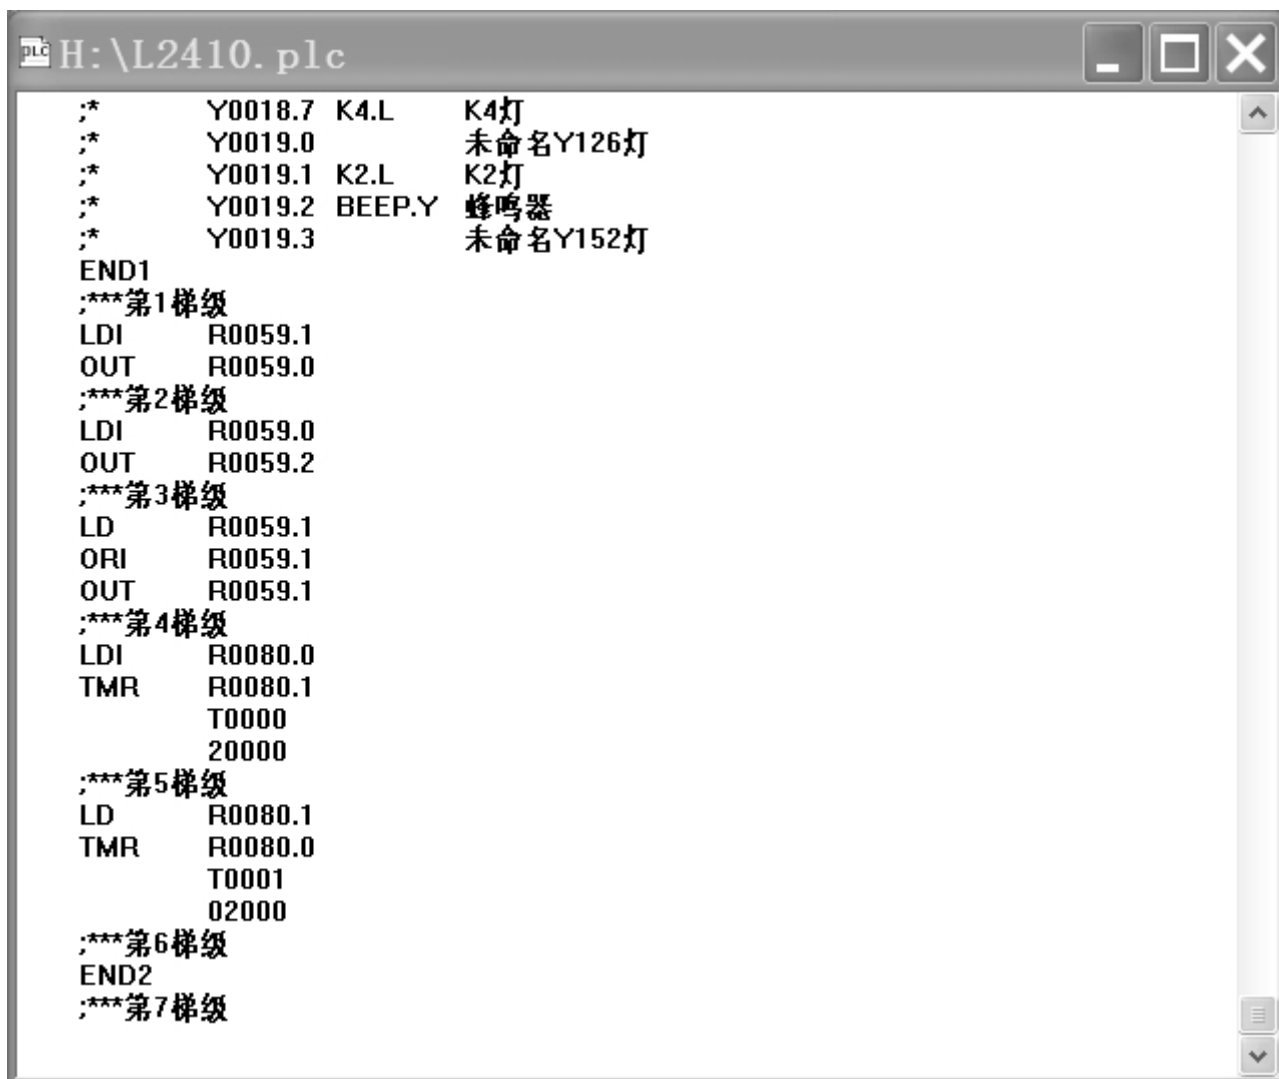 PLC H:\L2410.plc
;* Y0018.7 K4.L K4灯
;* Y0019.0 未命名Y126灯
;* Y0019.1 K2.L K2灯
;* Y0019.2 BEEP.Y 蜂鸣器
;* Y0019.3 未命名Y152灯
END1
;***第1梯级
LDI R0059.1
OUT R0059.0
;***第2梯级
LDI R0059.0
OUT R0059.2
;***第3梯级
LD R0059.1
ORI R0059.1
OUT R0059.1
;***第4梯级
LDI R0080.0
TMR R0080.1
T0000
20000
;***第5梯级
LD R0080.1
TMR R0080.0
T0001
02000
;***第6梯级
END2
;***第7梯级